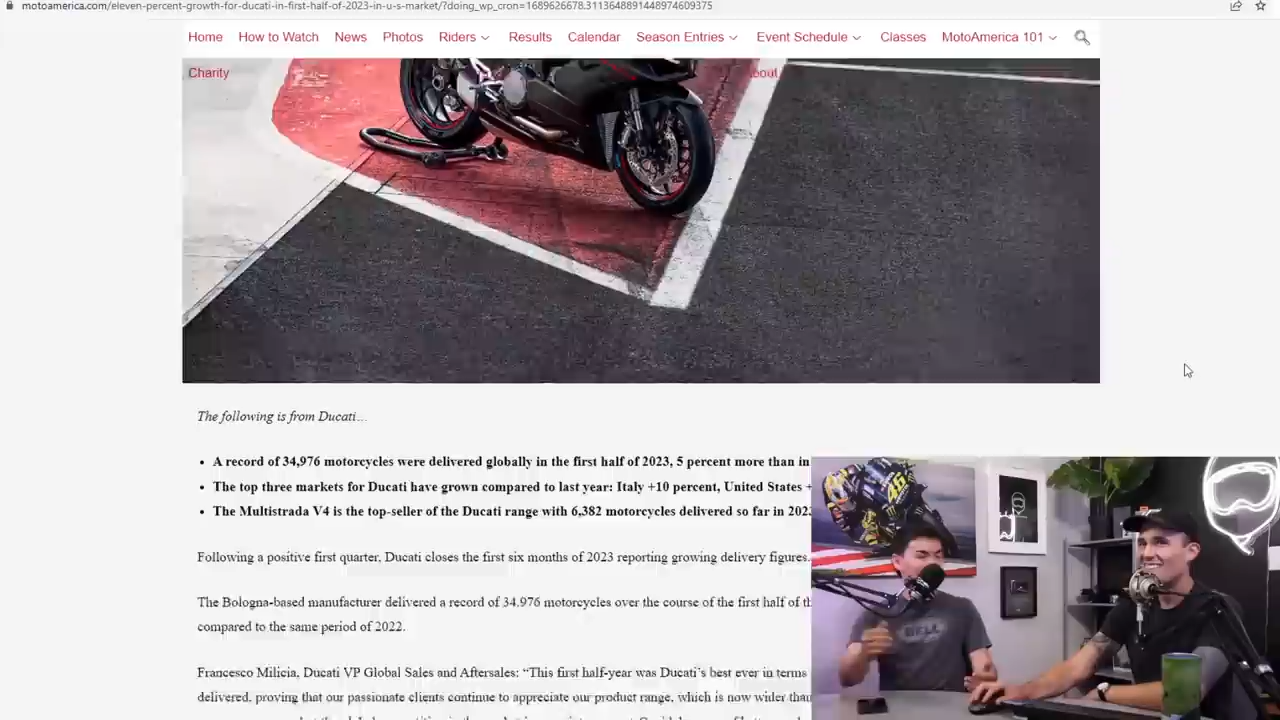 motoamerica.com/eleven-percent-growth-for-ducati-in-first-half-of-2023-in-u-s-market/?doing_wp_cron=1689626678.3113648891448974609375
Home How to Watch News Photos Riders Results Calendar Season Entries Event Schedule Classes MotoAmerica 101
Charity About
The following is from Ducati…
• A record of 34,976 motorcycles were delivered globally in the first half of 2023, 5 percent more than in
• The top three markets for Ducati have grown compared to last year: Italy +10 percent, United States +
• The Multistrada V4 is the top-seller of the Ducati range with 6,382 motorcycles delivered so far in 2023
Following a positive first quarter, Ducati closes the first six months of 2023 reporting growing delivery figures.
The Bologna-based manufacturer delivered a record of 34.976 motorcycles over the course of the first half of th
compared to the same period of 2022.
Francesco Milicia, Ducati VP Global Sales and Aftersales: “This first half-year was Ducati’s best ever in terms
delivered, proving that our passionate clients continue to appreciate our product range, which is now wider than
46
BELL